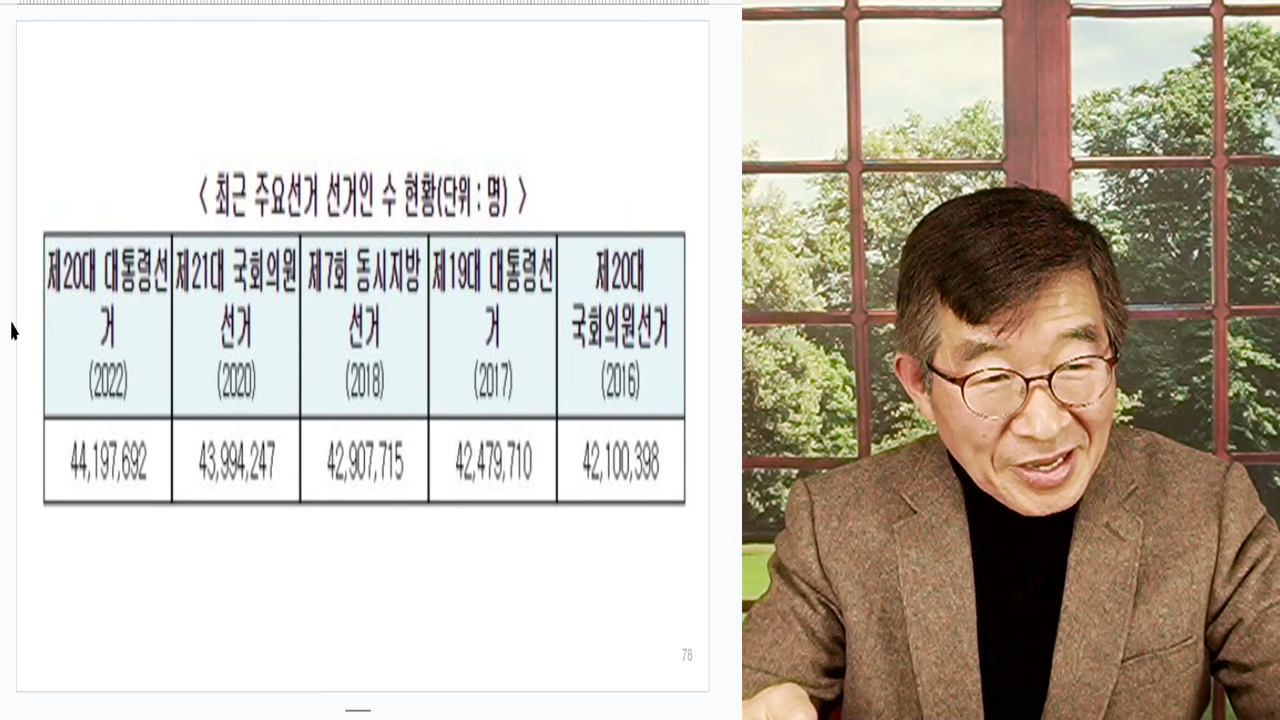 < 최근 주요선거 선거인 수 현황(단위 : 명) >
제20대 대통령선
거
(2022)
제21대 국회의원
선거
(2020)
제7회 동시지방
선거
(2018)
제19대 대통령선
거
(2017)
제20대
국회의원선거
(2016)
44,197,692
43,994,247
42,907,715
42,479,710
42,100,398
78